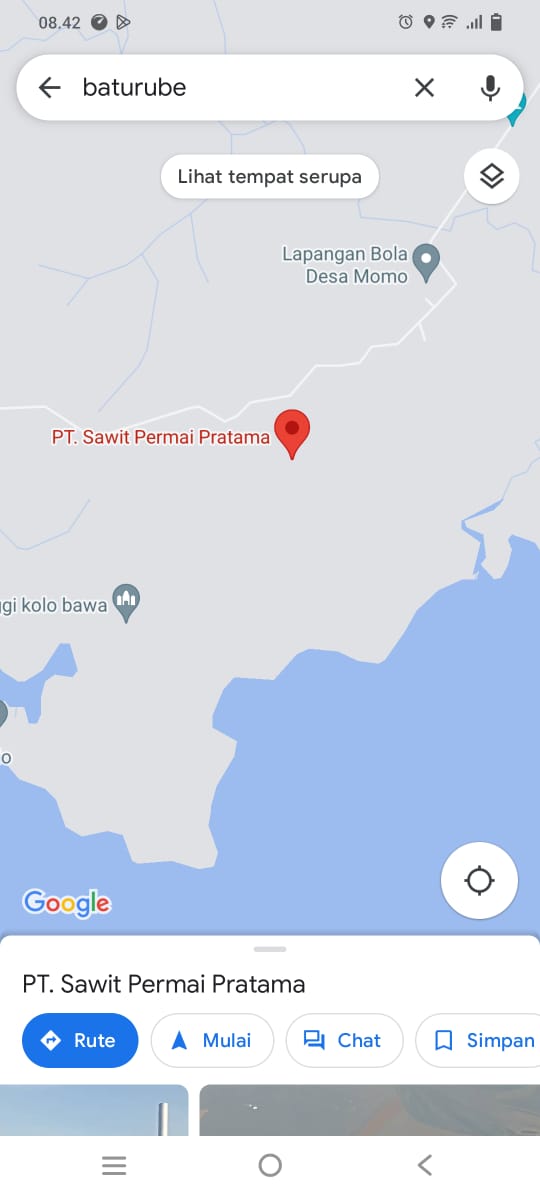 08.42
baturube
Lihat tempat serupa
Lapangan Bola
Desa Momo
PT. Sawit Permai Pratama
gi kolo bawa
o
Google
PT. Sawit Permai Pratama
Rute
Mulai
Chat
Simpan